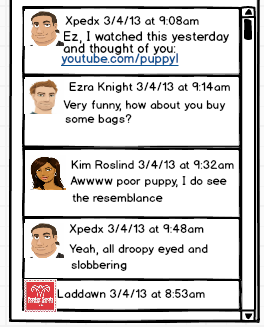 Xpedx 3/4/13 at 9:08am
Ez, I watched this yesterday
and thought of you:
youtube.com/puppyl
Ezra Knight 3/4/13 at 9:14am
Very funny, how about you buy
some bags?
Kim Roslind 3/4/13 at 9:32am
Awwww poor puppy, I do see
the resemblance
Xpedx 3/4/13 at 9:48am
Yeah, all droopy eyed and
slobbering
Laddawn 3/4/13 at 8:53am